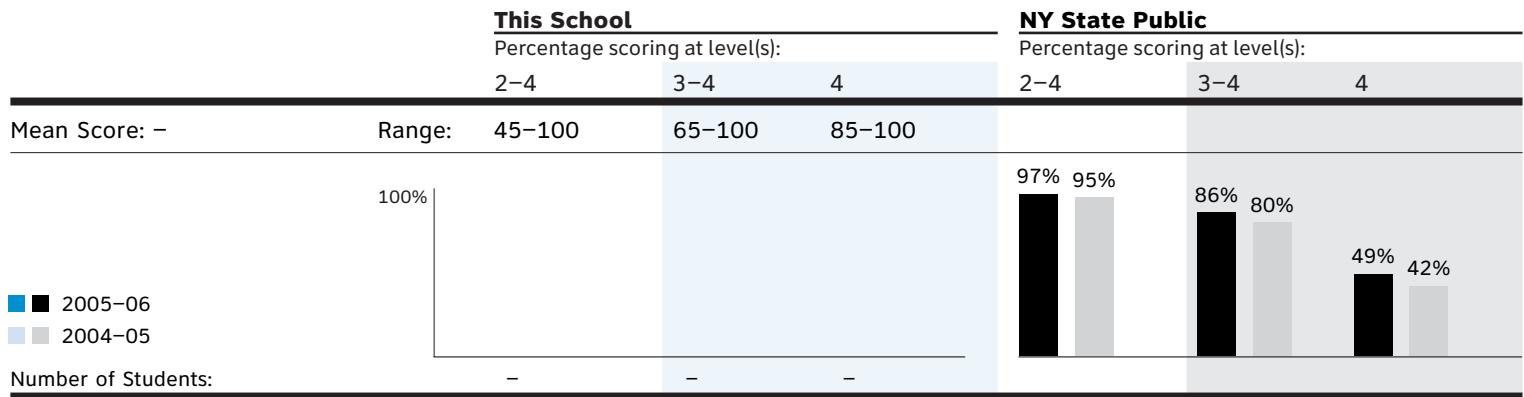 This School NY State Public
Percentage scoring at level(s): Percentage scoring at level(s):
2–4 3–4 4 2–4 3–4 4
Mean Score: – Range: 45–100 65–100 85–100
97% 95% 86% 80% 49% 42%
100%
2005–06
2004–05
Number of Students: – – –